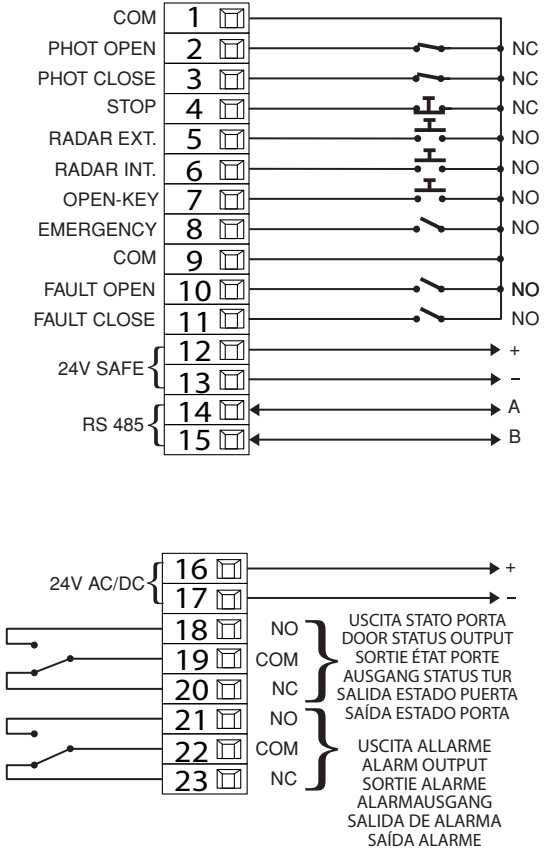 COM 1
PHOT OPEN 2 NC
PHOT CLOSE 3 NC
STOP 4 NC
RADAR EXT. 5 NO
RADAR INT. 6 NO
OPEN-KEY 7 NO
EMERGENCY 8 NO
COM 9
FAULT OPEN 10 NO
FAULT CLOSE 11 NO
24V SAFE
12 +
13 -
RS 485
14 A
15 B
24V AC/DC
16 +
17 -
18 NO
19 COM
20 NC
USCITA STATO PORTA
DOOR STATUS OUTPUT
SORTIE ÉTAT PORTE
AUSGANG STATUS TUR
SALIDA ESTADO PUERTA
SAÍDA ESTADO PORTA
21 NO
22 COM
23 NC
USCITA ALLARME
ALARM OUTPUT
SORTIE ALARME
ALARMAUSGANG
SALIDA DE ALARMA
SAÍDA ALARME